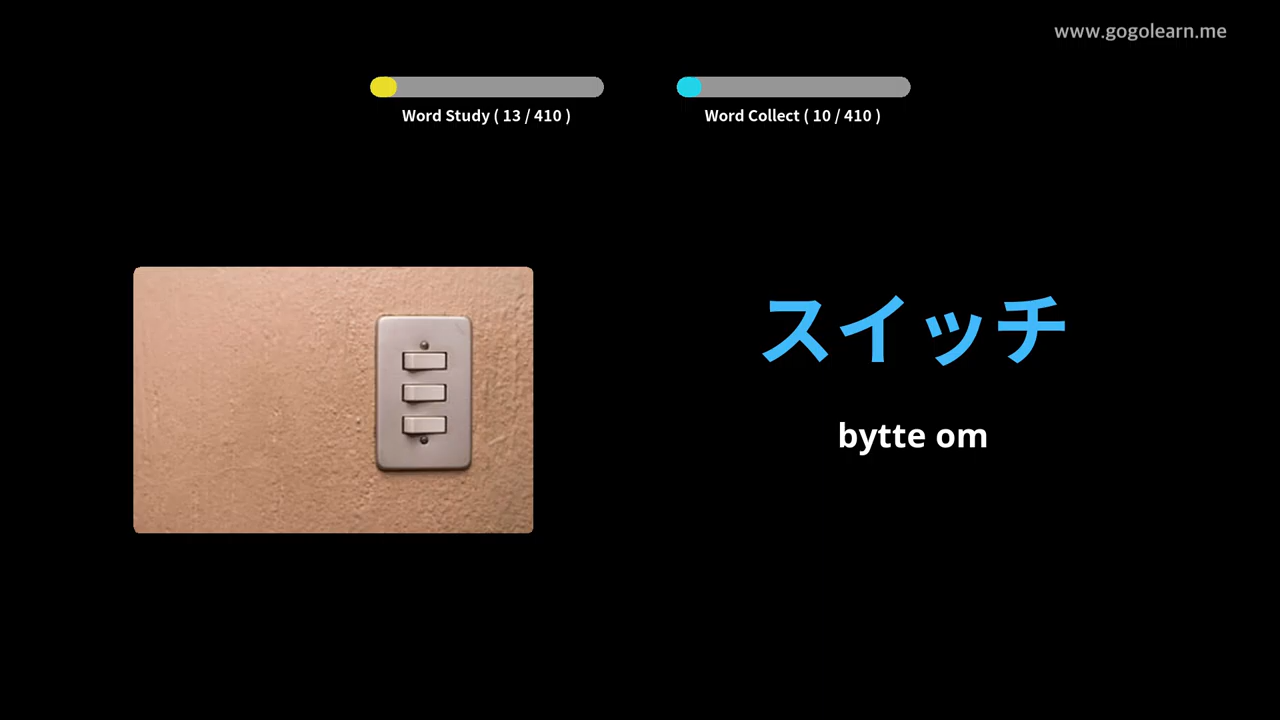 www.gogolearn.me
Word Study ( 13 / 410 )
Word Collect ( 10 / 410 )
スイッチ
bytte om